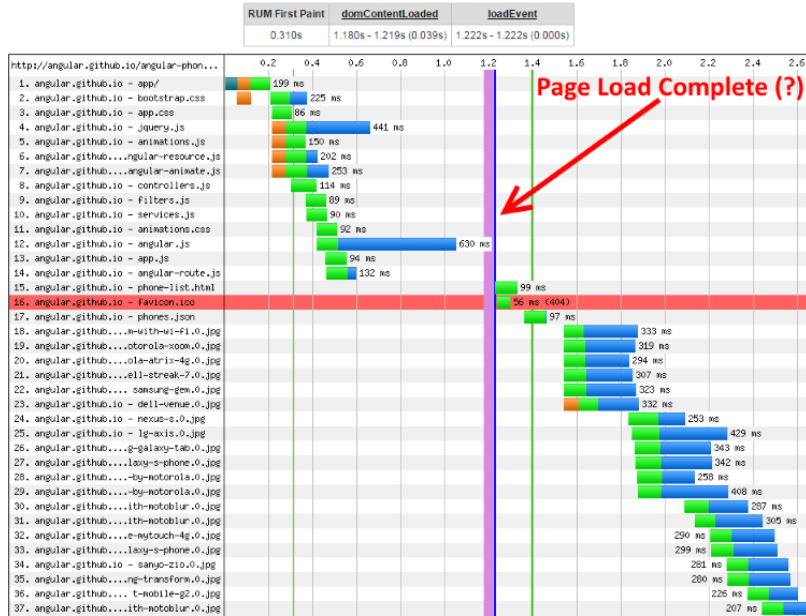 RUM First Paint domContentLoaded loadEvent
0.310s 1.180s - 1.219s (0.039s) 1.222s - 1.222s (0.000s)
http://angular.github.io/angular-phon... 0.2 0.4 0.6 0.8 1.0 1.2 1.4 1.6 1.8 2.0 2.2 2.4 2.6
Page Load Complete (?)
1. angular.github.io - app/ 199 ms
2. angular.github.io - bootstrap.css 225 ms
3. angular.github.io - app.css 86 ms
4. angular.github.io - jquery.js 441 ms
5. angular.github.io - animations.js 150 ms
6. angular.github....ngular-resource.js 202 ms
7. angular.github....angular-animate.js 253 ms
8. angular.github.io - controllers.js 114 ms
9. angular.github.io - filters.js 89 ms
10. angular.github.io - services.js 90 ms
11. angular.github.io - animations.css 92 ms
12. angular.github.io - angular.js 630 ms
13. angular.github.io - app.js 94 ms
14. angular.github.io - angular-route.js 132 ms
15. angular.github.io - phone-list.html 99 ms
16. angular.github.io - favicon.ico 56 ms (404)
17. angular.github.io - phones.json 97 ms
18. angular.github....m-with-wi-fi.0.jpg 333 ms
19. angular.github....otorola-xoom.0.jpg 319 ms
20. angular.github....ola-atrix-4g.0.jpg 294 ms
21. angular.github....ell-streak-7.0.jpg 307 ms
22. angular.github.... samsung-gem.0.jpg 323 ms
23. angular.github.io - dell-venue.0.jpg 332 ms
24. angular.github.io - nexus-s.0.jpg 253 ms
25. angular.github.io - lg-axis.0.jpg 429 ms
26. angular.github....g-galaxy-tab.0.jpg 343 ms
27. angular.github....laxy-s-phone.0.jpg 342 ms
28. angular.github....-by-motorola.0.jpg 258 ms
29. angular.github....-by-motorola.0.jpg 408 ms
30. angular.github....ith-motoblur.0.jpg 287 ms
31. angular.github....ith-motoblur.0.jpg 305 ms
32. angular.github....e-mytouch-4g.0.jpg 290 ms
33. angular.github....laxy-s-phone.0.jpg 299 ms
34. angular.github.io - sanyo-zio.0.jpg 281 ms
35. angular.github....ng-transform.0.jpg 280 ms
36. angular.github.... t-mobile-g2.0.jpg 226 ms
37. angular.github....ith-motoblur.0.jpg 207 ms